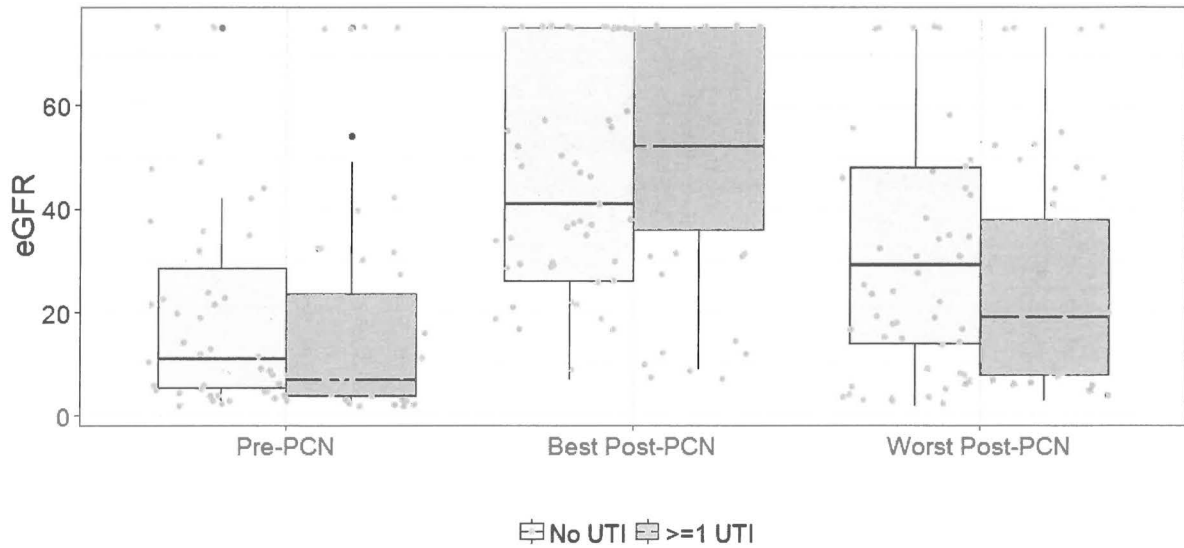 eGFR
60
40
20
0
Pre-PCN
Best Post-PCN
Worst Post-PCN
No UTI >=1 UTI